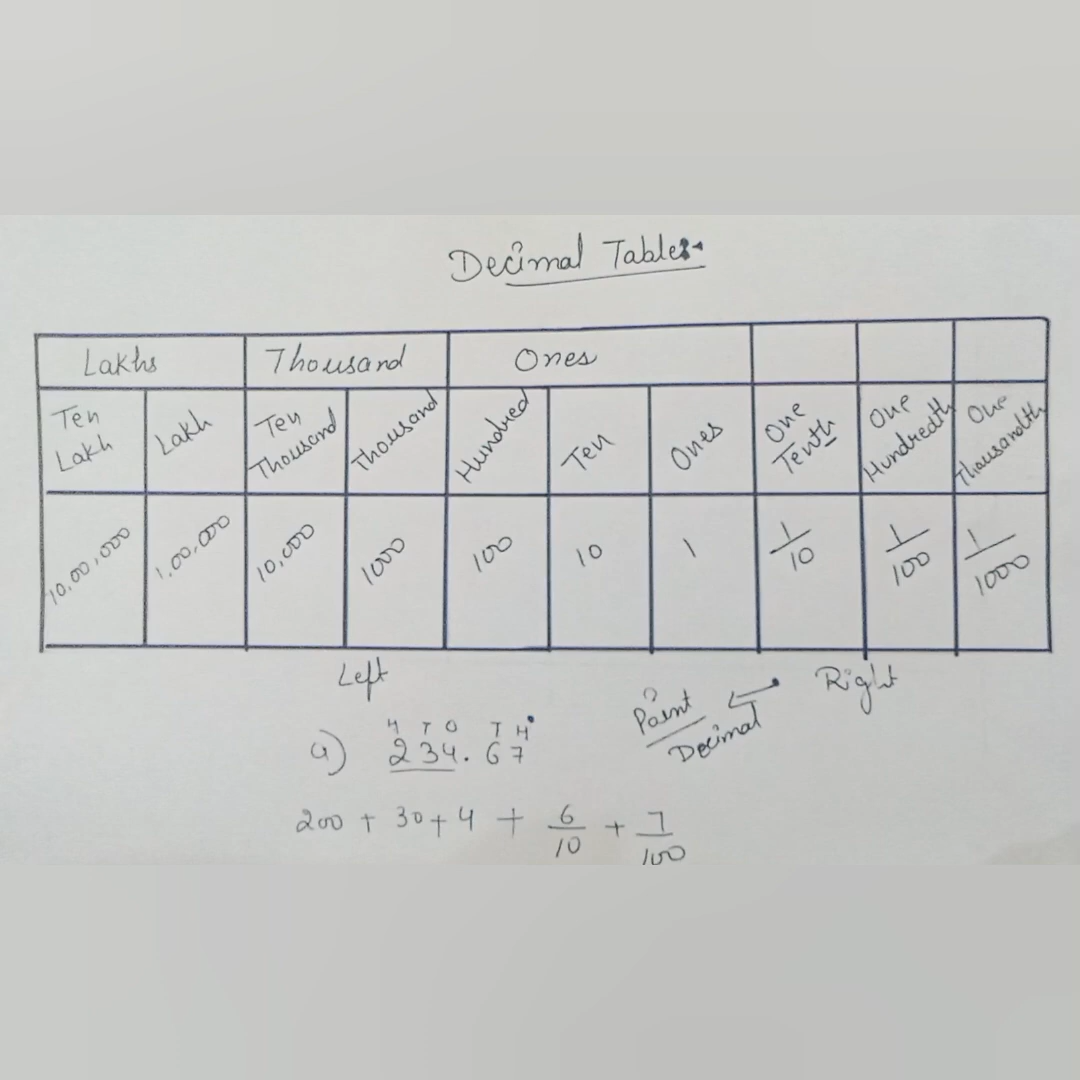 Decimal Table:-
Lakhs Thousand Ones
Ten Lakh Lakh Ten Thousand Thousand Hundred Ten Ones One Tenth One Hundredth One Thousandth
10,00,000 1,00,000 10,000 1000 100 10 1 1/10 1/100 1/1000
Left Right
Point
Decimal
H T O T H
a) 234.67
200 + 30 + 4 + 6/10 + 7/100